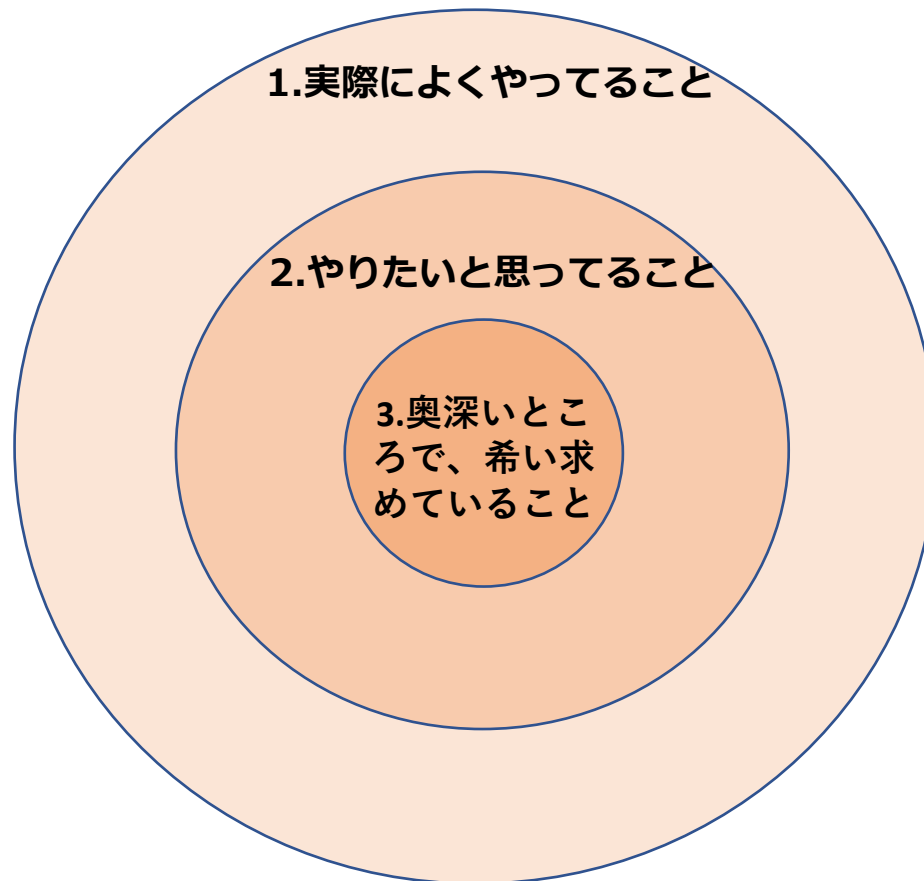 1.実際によくやってること
2.やりたいと思ってること
3.奥深いとこ
ろで、希い求
めていること